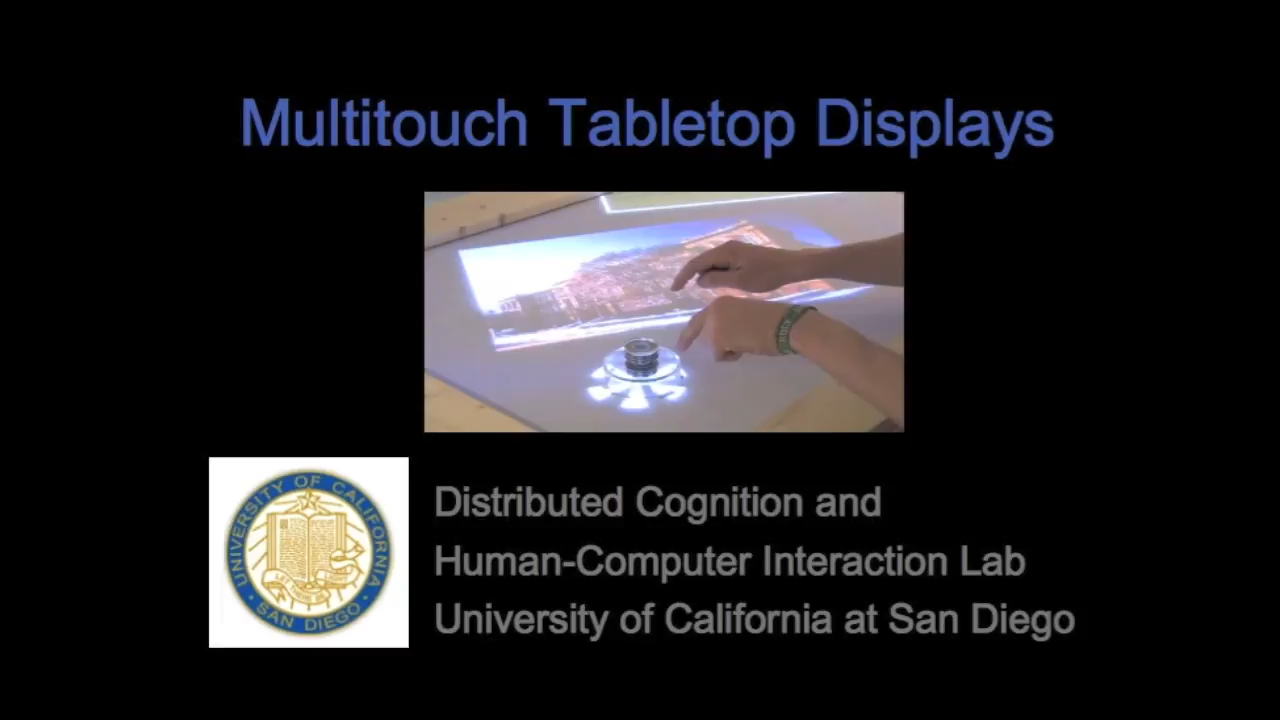 Multitouch Tabletop Displays
UNIVERSITY OF CALIFORNIA
SAN DIEGO
Distributed Cognition and
Human-Computer Interaction Lab
University of California at San Diego